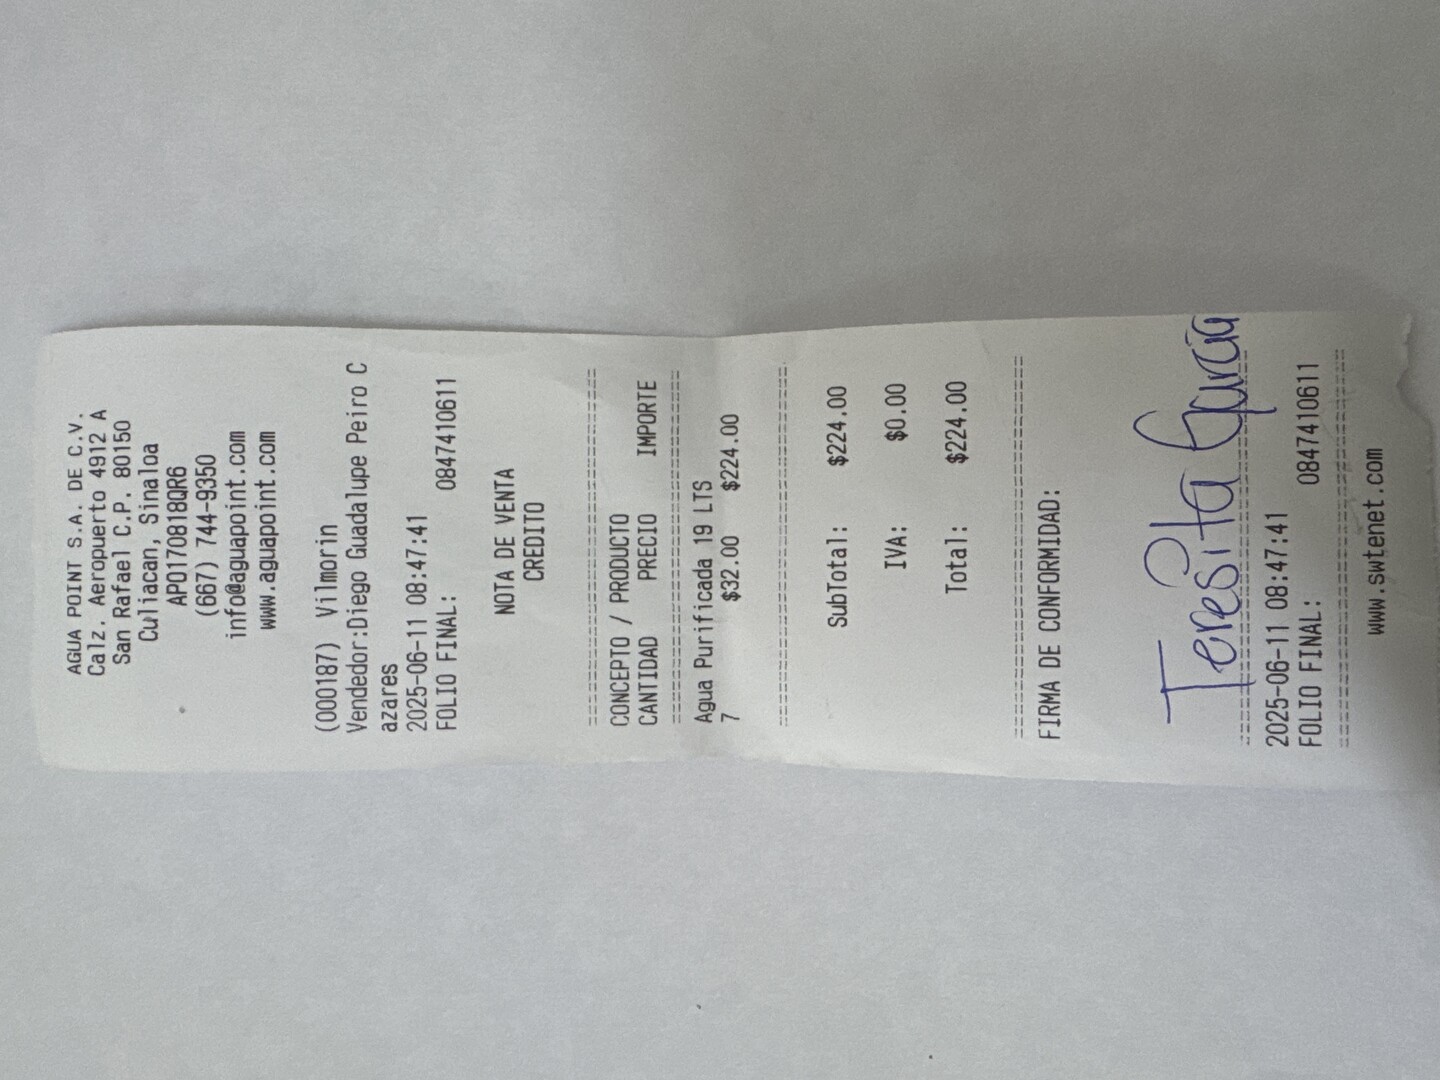 AGUA POINT S.A. DE C.V.
Calz. Aeropuerto 4912 A
San Rafael C.P. 80150
Culiacan, Sinaloa
APO170818QR6
(667) 744-9350
info@aguapoint.com
www.aguapoint.com
(000187) Vilmorin
Vendedor:Diego Guadalupe Peiro C
azares
2025-06-11 08:47:41
FOLIO FINAL: 0847410611
NOTA DE VENTA
CREDITO
CONCEPTO / PRODUCTO
CANTIDAD PRECIO IMPORTE
Agua Purificada 19 LTS
7 $32.00 $224.00
SubTotal: $224.00
IVA: $0.00
Total: $224.00
FIRMA DE CONFORMIDAD:
Teresita Garcia
2025-06-11 08:47:41
FOLIO FINAL: 0847410611
www.swtenet.com